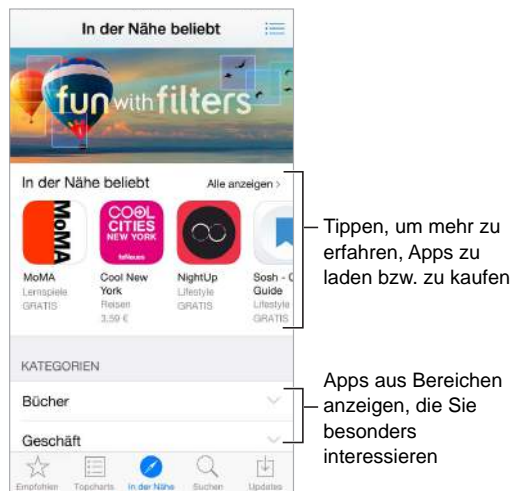 In der Nähe beliebt
fun with filters
In der Nähe beliebt
Alle anzeigen >
MoMA
COOL
CITIES
NEW YORK
teNeues
MoMA
Lernspiele
GRATIS
Cool New
York
Reisen
3,59 €
NightUp
Lifestyle
GRATIS
Sosh - C
Guide
Lifestyle
GRATIS
Tippen, um mehr zu
erfahren, Apps zu
laden bzw. zu kaufen
KATEGORIEN
Bücher
Geschäft
Apps aus Bereichen
anzeigen, die Sie
besonders
interessieren
Empfohlen
Topcharts
In der Nähe
Suchen
Updates